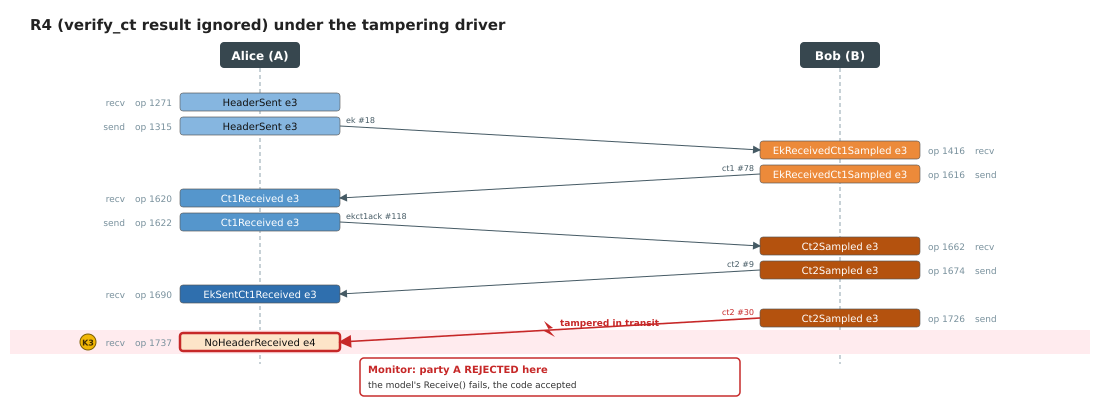 R4 (verify_ct result ignored) under the tampering driver
Alice (A)
Bob (B)
recv op 1271 HeaderSent e3
send op 1315 HeaderSent e3 ek #18
EkReceivedCt1Sampled e3 op 1416 recv
ct1 #78 EkReceivedCt1Sampled e3 op 1616 send
recv op 1620 Ct1Received e3
send op 1622 Ct1Received e3 ekct1ack #118
Ct2Sampled e3 op 1662 recv
ct2 #9 Ct2Sampled e3 op 1674 send
recv op 1690 EkSentCt1Received e3
ct2 #30 Ct2Sampled e3 op 1726 send
tampered in transit
K3 recv op 1737 NoHeaderReceived e4
Monitor: party A REJECTED here
the model's Receive() fails, the code accepted